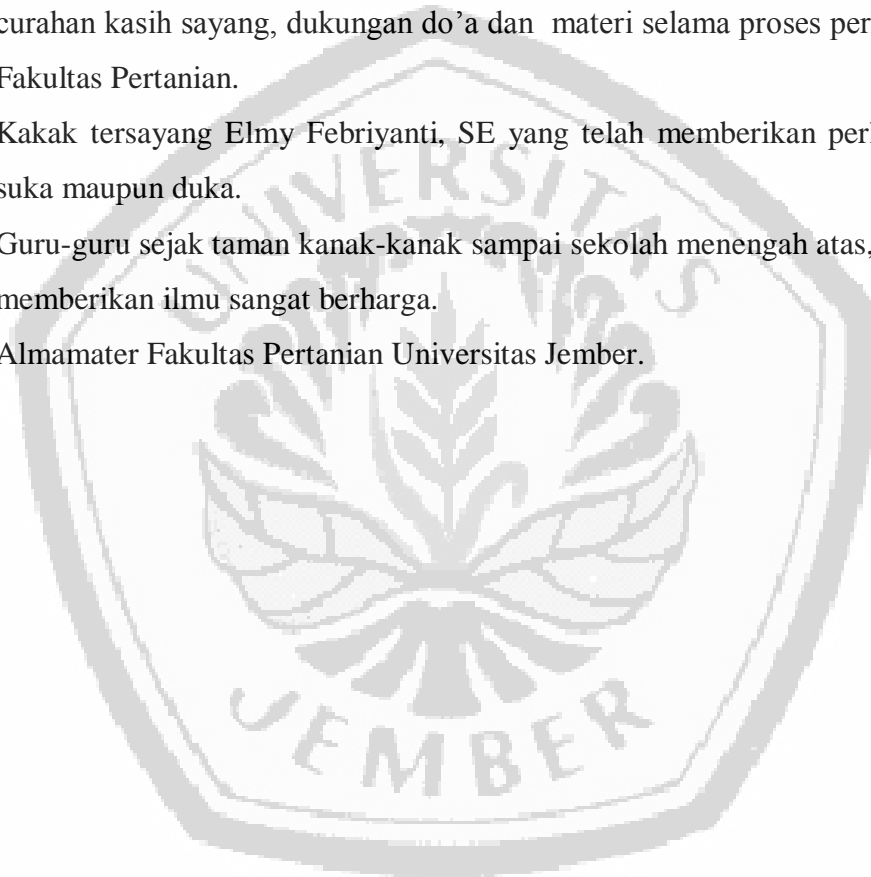 curahan kasih sayang, dukungan do’a dan materi selama proses per
Fakultas Pertanian.
Kakak tersayang Elmy Febriyanti, SE yang telah memberikan per
suka maupun duka.
Guru-guru sejak taman kanak-kanak sampai sekolah menengah atas,
memberikan ilmu sangat berharga.
Almamater Fakultas Pertanian Universitas Jember.
UNIVERSITAS
JEMBER